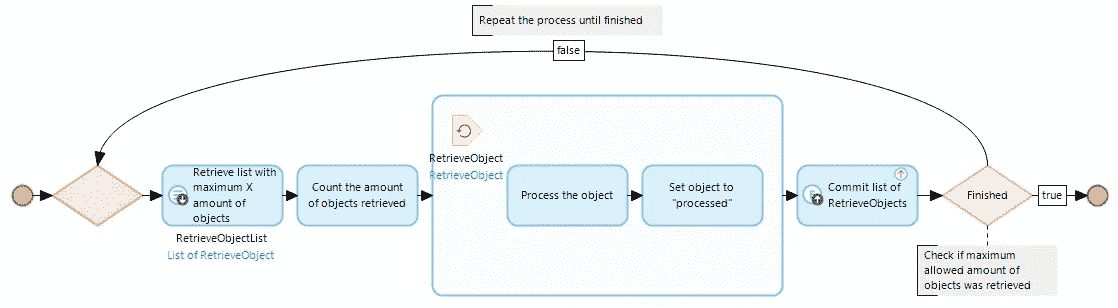 Repeat the process until finished
false
Retrieve list with
maximum X
amount of
objects
RetrieveObjectList
List of RetrieveObject
Count the amount
of objects retrieved
RetrieveObject
RetrieveObject
Process the object
Set object to
"processed"
Commit list of
RetrieveObjects
Finished
true
Check if maximum
allowed amount of
objects was retrieved